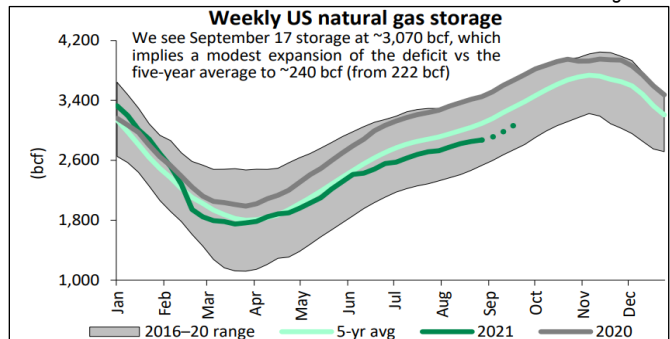 Weekly US natural gas storage
We see September 17 storage at ~3,070 bcf, which
implies a modest expansion of the deficit vs the
five-year average to ~240 bcf (from 222 bcf)
4,200
3,400
2,600
1,800
1,000
(bcf)
Jan
Feb
Mar
Apr
May
Jun
Jul
Aug
Sep
Oct
Nov
Dec
2016–20 range
5-yr avg
2021
2020